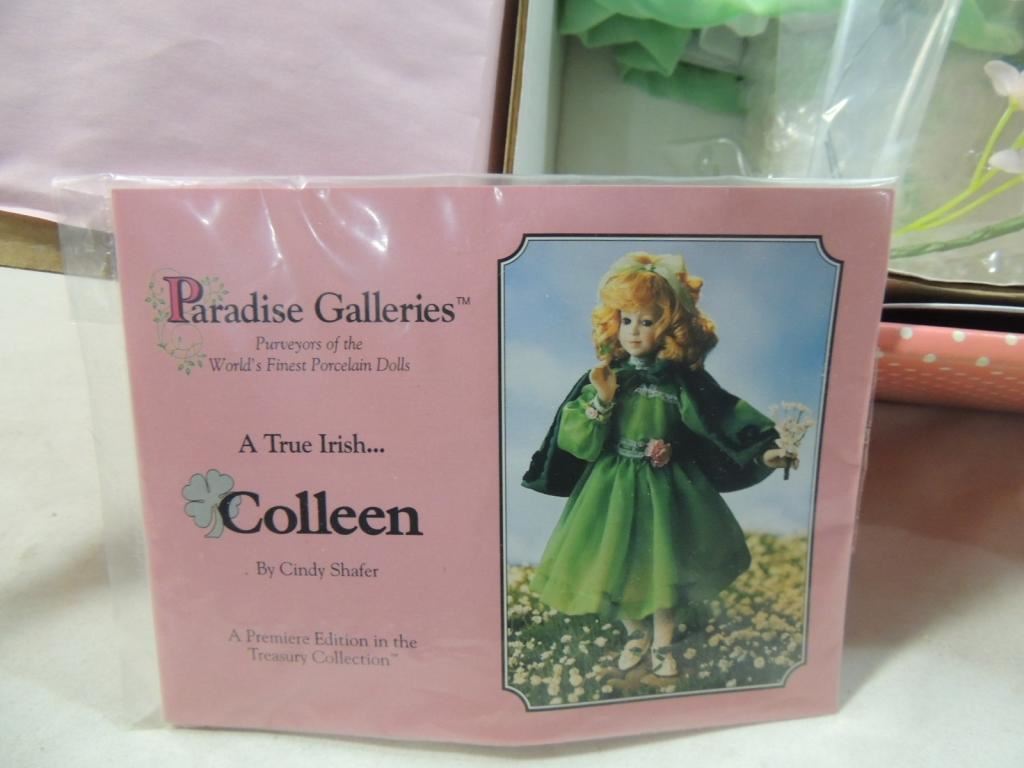 Paradise Galleries™
Purveyors of the
World's Finest Porcelain Dolls
A True Irish...
Colleen
By Cindy Shafer
A Premiere Edition in the
Treasury Collection™